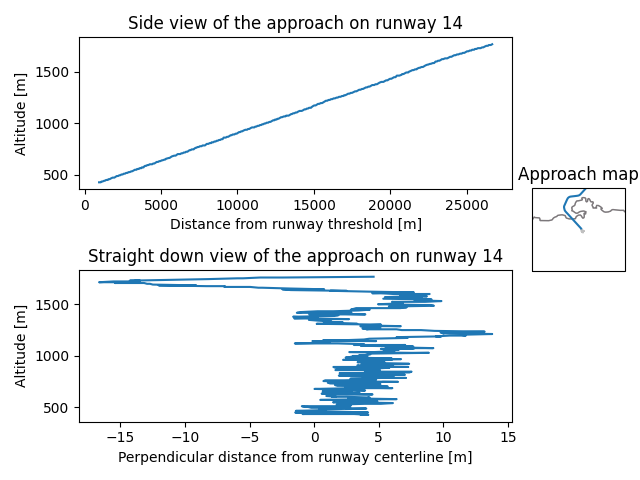 Side view of the approach on runway 14
Altitude [m]
1500
1000
500
0
5000
10000
15000
20000
25000
Distance from runway threshold [m]
Approach map
Straight down view of the approach on runway 14
Altitude [m]
1500
1000
500
−15
−10
−5
0
5
10
15
Perpendicular distance from runway centerline [m]